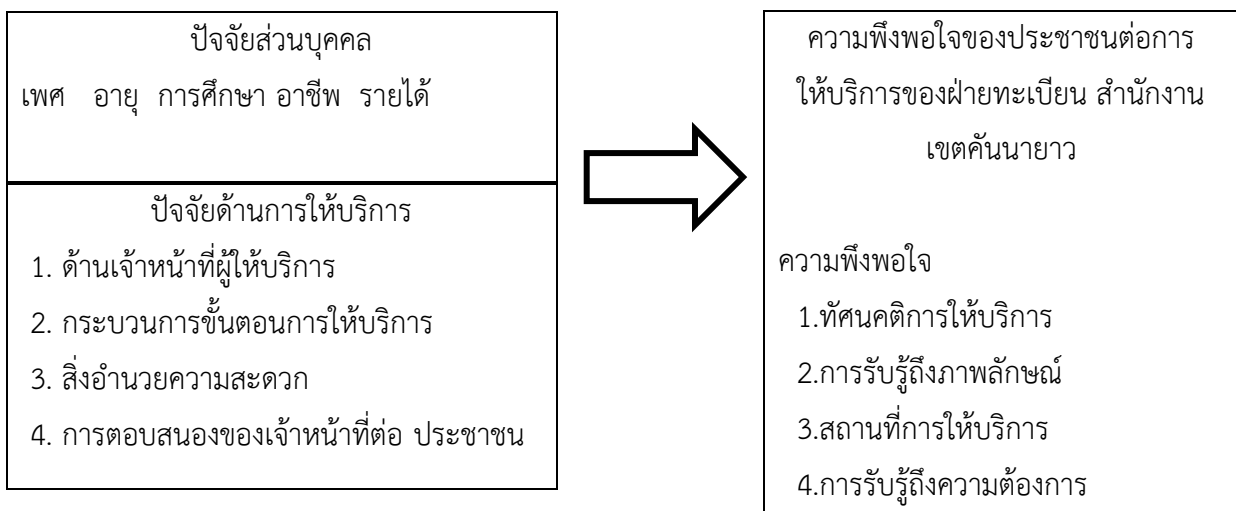 ปัจจัยส่วนบุคคล
เพศ อายุ การศึกษา อาชีพ รายได้
ปัจจัยด้านการให้บริการ
1. ด้านเจ้าหน้าที่ผู้ให้บริการ
2. กระบวนการขั้นตอนการให้บริการ
3. สิ่งอำนวยความสะดวก
4. การตอบสนองของเจ้าหน้าที่ต่อ ประชาชน
ความพึงพอใจของประชาชนต่อการ
ให้บริการของฝ่ายทะเบียน สำนักงาน
เขตคันนายาว
ความพึงพอใจ
1.ทัศนคติการให้บริการ
2.การรับรู้ถึงภาพลักษณ์
3.สถานที่การให้บริการ
4.การรับรู้ถึงความต้องการ